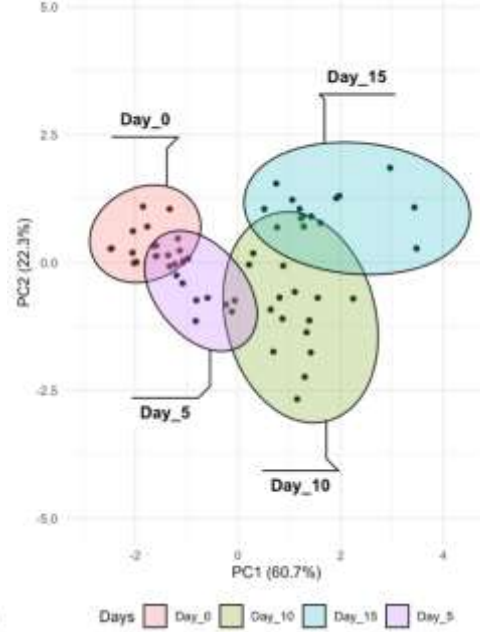 5.0
Day_15
Day_0
2.5
0.0
PC2 (22.3%)
-2.5
Day_5
Day_10
-5.0
-2 0 2 4
PC1 (60.7%)
Days Day_0 Day_10 Day_15 Day_5